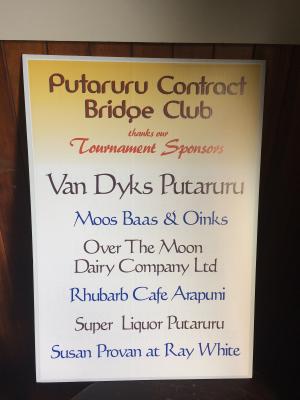 Putaruru Contract
Bridge Club
thanks our
Tournament Sponsors
Van Dyks Putaruru
Moos Baas & Oinks
Over The Moon
Dairy Company Ltd
Rhubarb Cafe Arapuni
Super Liquor Putaruru
Susan Provan at Ray White